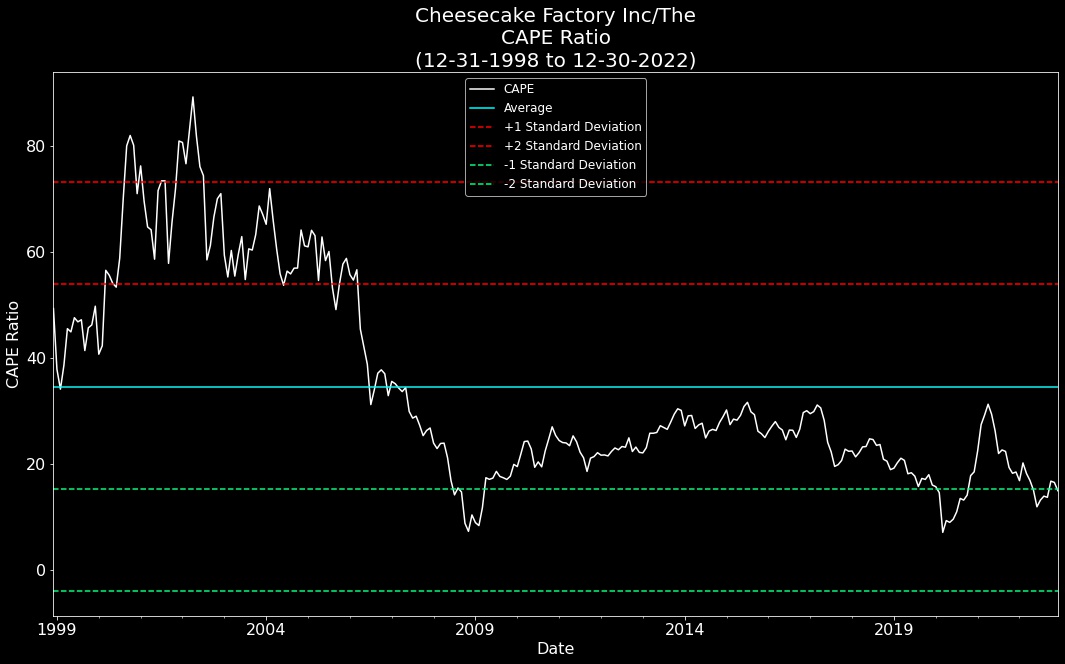 Cheesecake Factory Inc/The
CAPE Ratio
(12-31-1998 to 12-30-2022)
CAPE
Average
+1 Standard Deviation
+2 Standard Deviation
-1 Standard Deviation
-2 Standard Deviation
CAPE Ratio
80
60
40
20
0
1999 2004 2009 2014 2019
Date